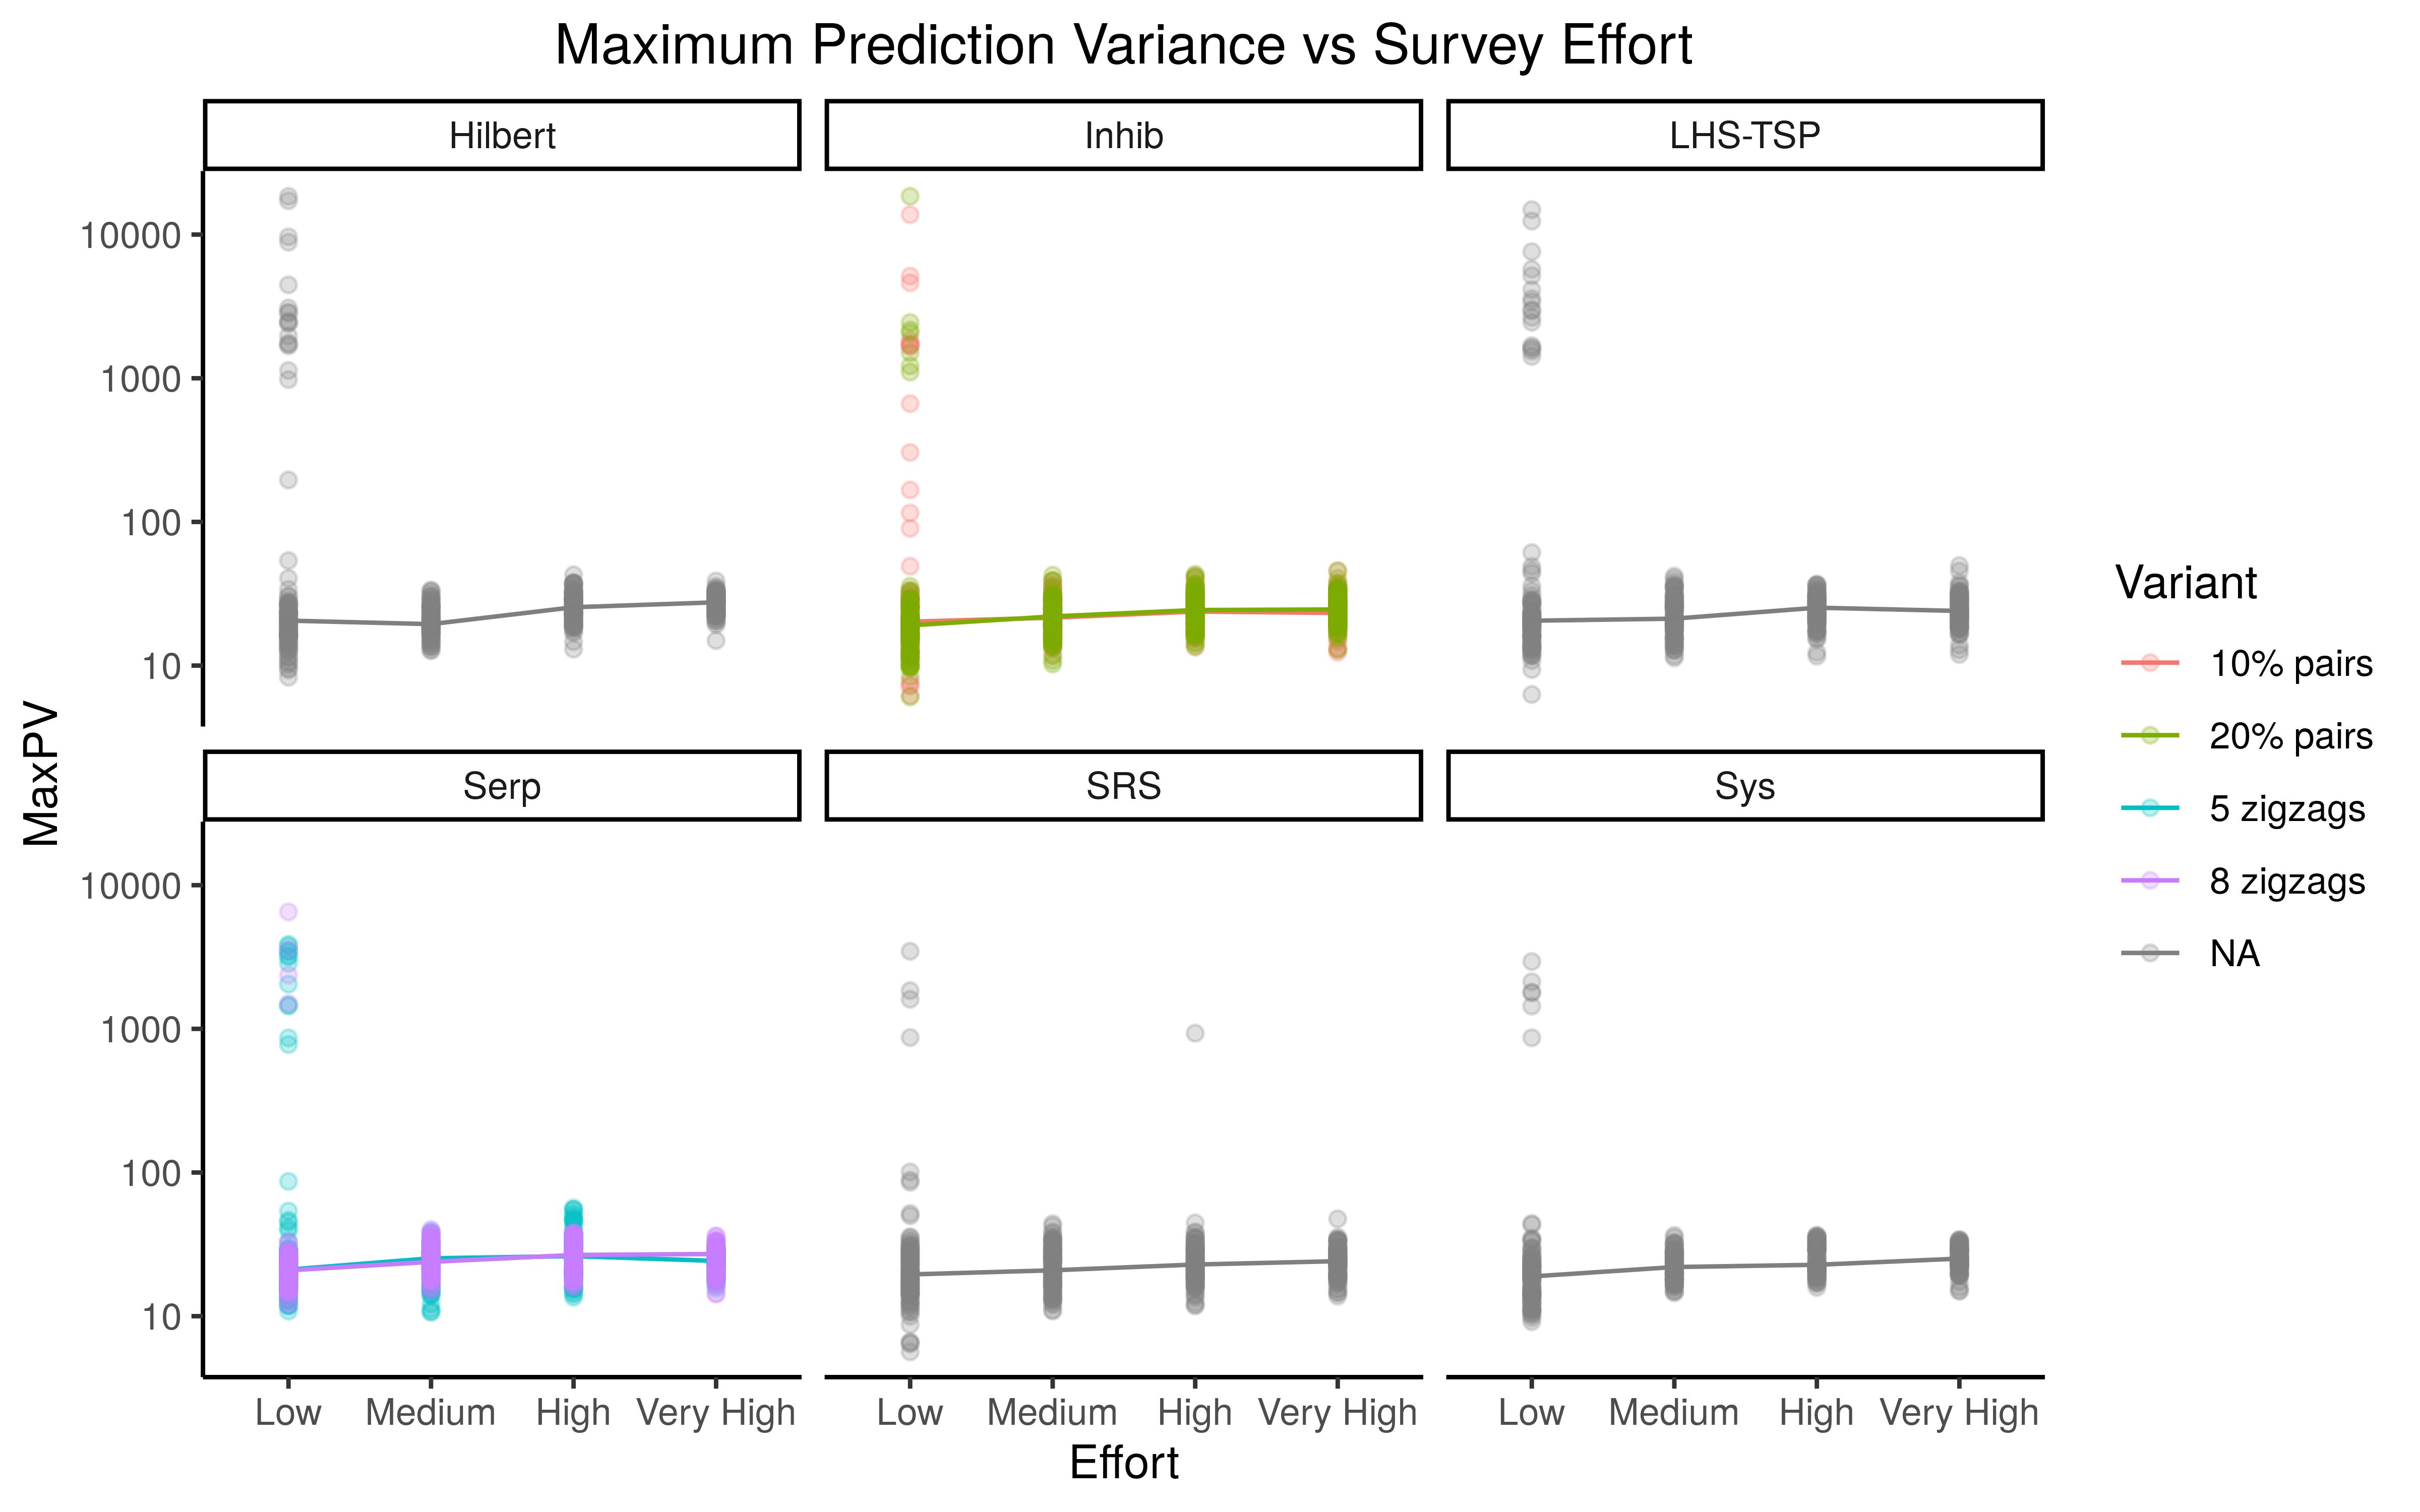 Maximum Prediction Variance vs Survey Effort
Hilbert
Inhib
LHS-TSP
10000
1000
100
10
MaxPV
Serp
SRS
Sys
10000
1000
100
10
Low Medium High Very High
Low Medium High Very High
Low Medium High Very High
Effort
Variant
10% pairs
20% pairs
5 zigzags
8 zigzags
NA